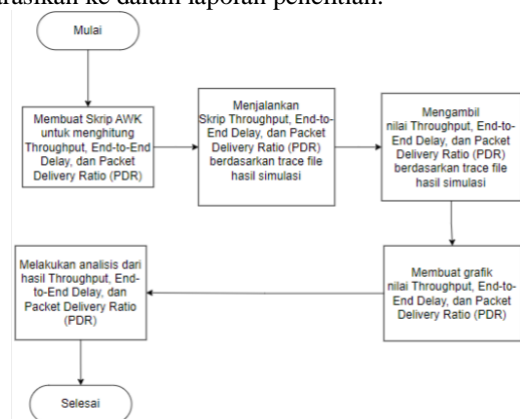 ke dalam laporan penelitian.
Mulai
Membuat Skrip AWK
untuk menghitung
Throughput, End-to-End
Delay, dan Packet
Delivery Ratio (PDR)
Menjalankan
Skrip Throughput, End-to-
End Delay, dan Packet
Delivery Ratio (PDR)
berdasarkan trace file
hasil simulasi
Mengambil
nilai Throughput, End-to-
End Delay, dan Packet
Delivery Ratio (PDR)
berdasarkan trace file
hasil simulasi
Membuat grafik
nilai Throughput, End-to-
End Delay, dan Packet
Delivery Ratio (PDR)
Melakukan analisis dari
hasil Throughput, End-
to-End Delay, dan
Packet Delivery Ratio
(PDR)
Selesai